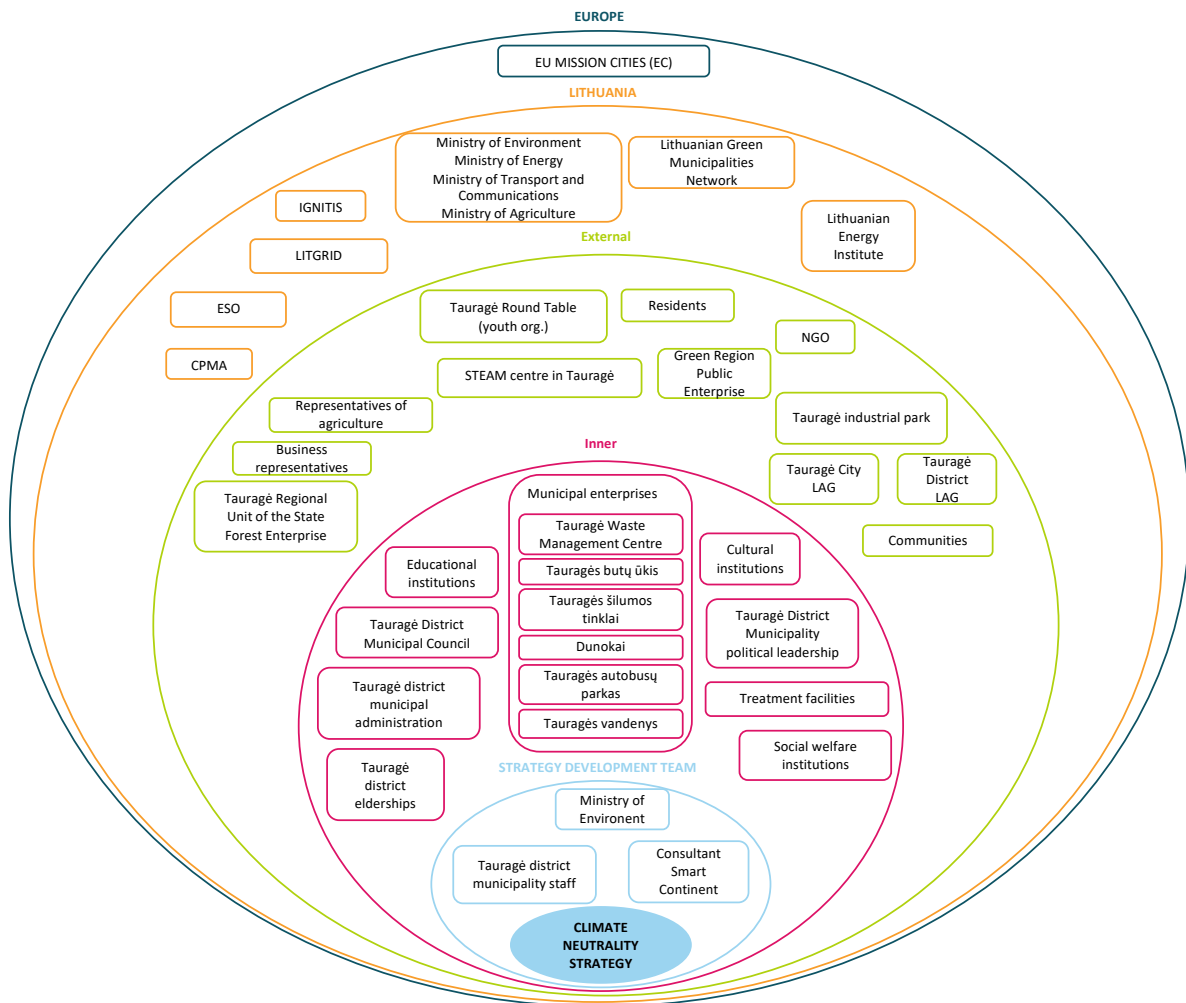 EUROPE
EU MISSION CITIES (EC)
LITHUANIA
Ministry of Environment
Ministry of Energy
Ministry of Transport and
Communications
Ministry of Agriculture
Lithuanian Green
Municipalities
Network
IGNITIS
Lithuanian
Energy
Institute
LITGRID
ESO
CPMA
External
Tauragė Round Table
(youth org.)
Residents
NGO
STEAM centre in Tauragė
Green Region
Public
Enterprise
Representatives of
agriculture
Tauragė industrial park
Business
representatives
Tauragė City
LAG
Tauragė
District
LAG
Tauragė Regional
Unit of the State
Forest Enterprise
Communities
Inner
Municipal enterprises
Tauragė Waste
Management Centre
Tauragės butų ūkis
Tauragės šilumos
tinklai
Dunokai
Tauragės autobusų
parkas
Tauragės vandenys
Educational
institutions
Cultural
institutions
Tauragė District
Municipal Council
Tauragė District
Municipality
political leadership
Tauragė district
municipal
administration
Treatment facilities
Tauragė
district
elderships
Social welfare
institutions
STRATEGY DEVELOPMENT TEAM
Ministry of
Environent
Tauragė district
municipality staff
Consultant
Smart
Continent
CLIMATE
NEUTRALITY
STRATEGY